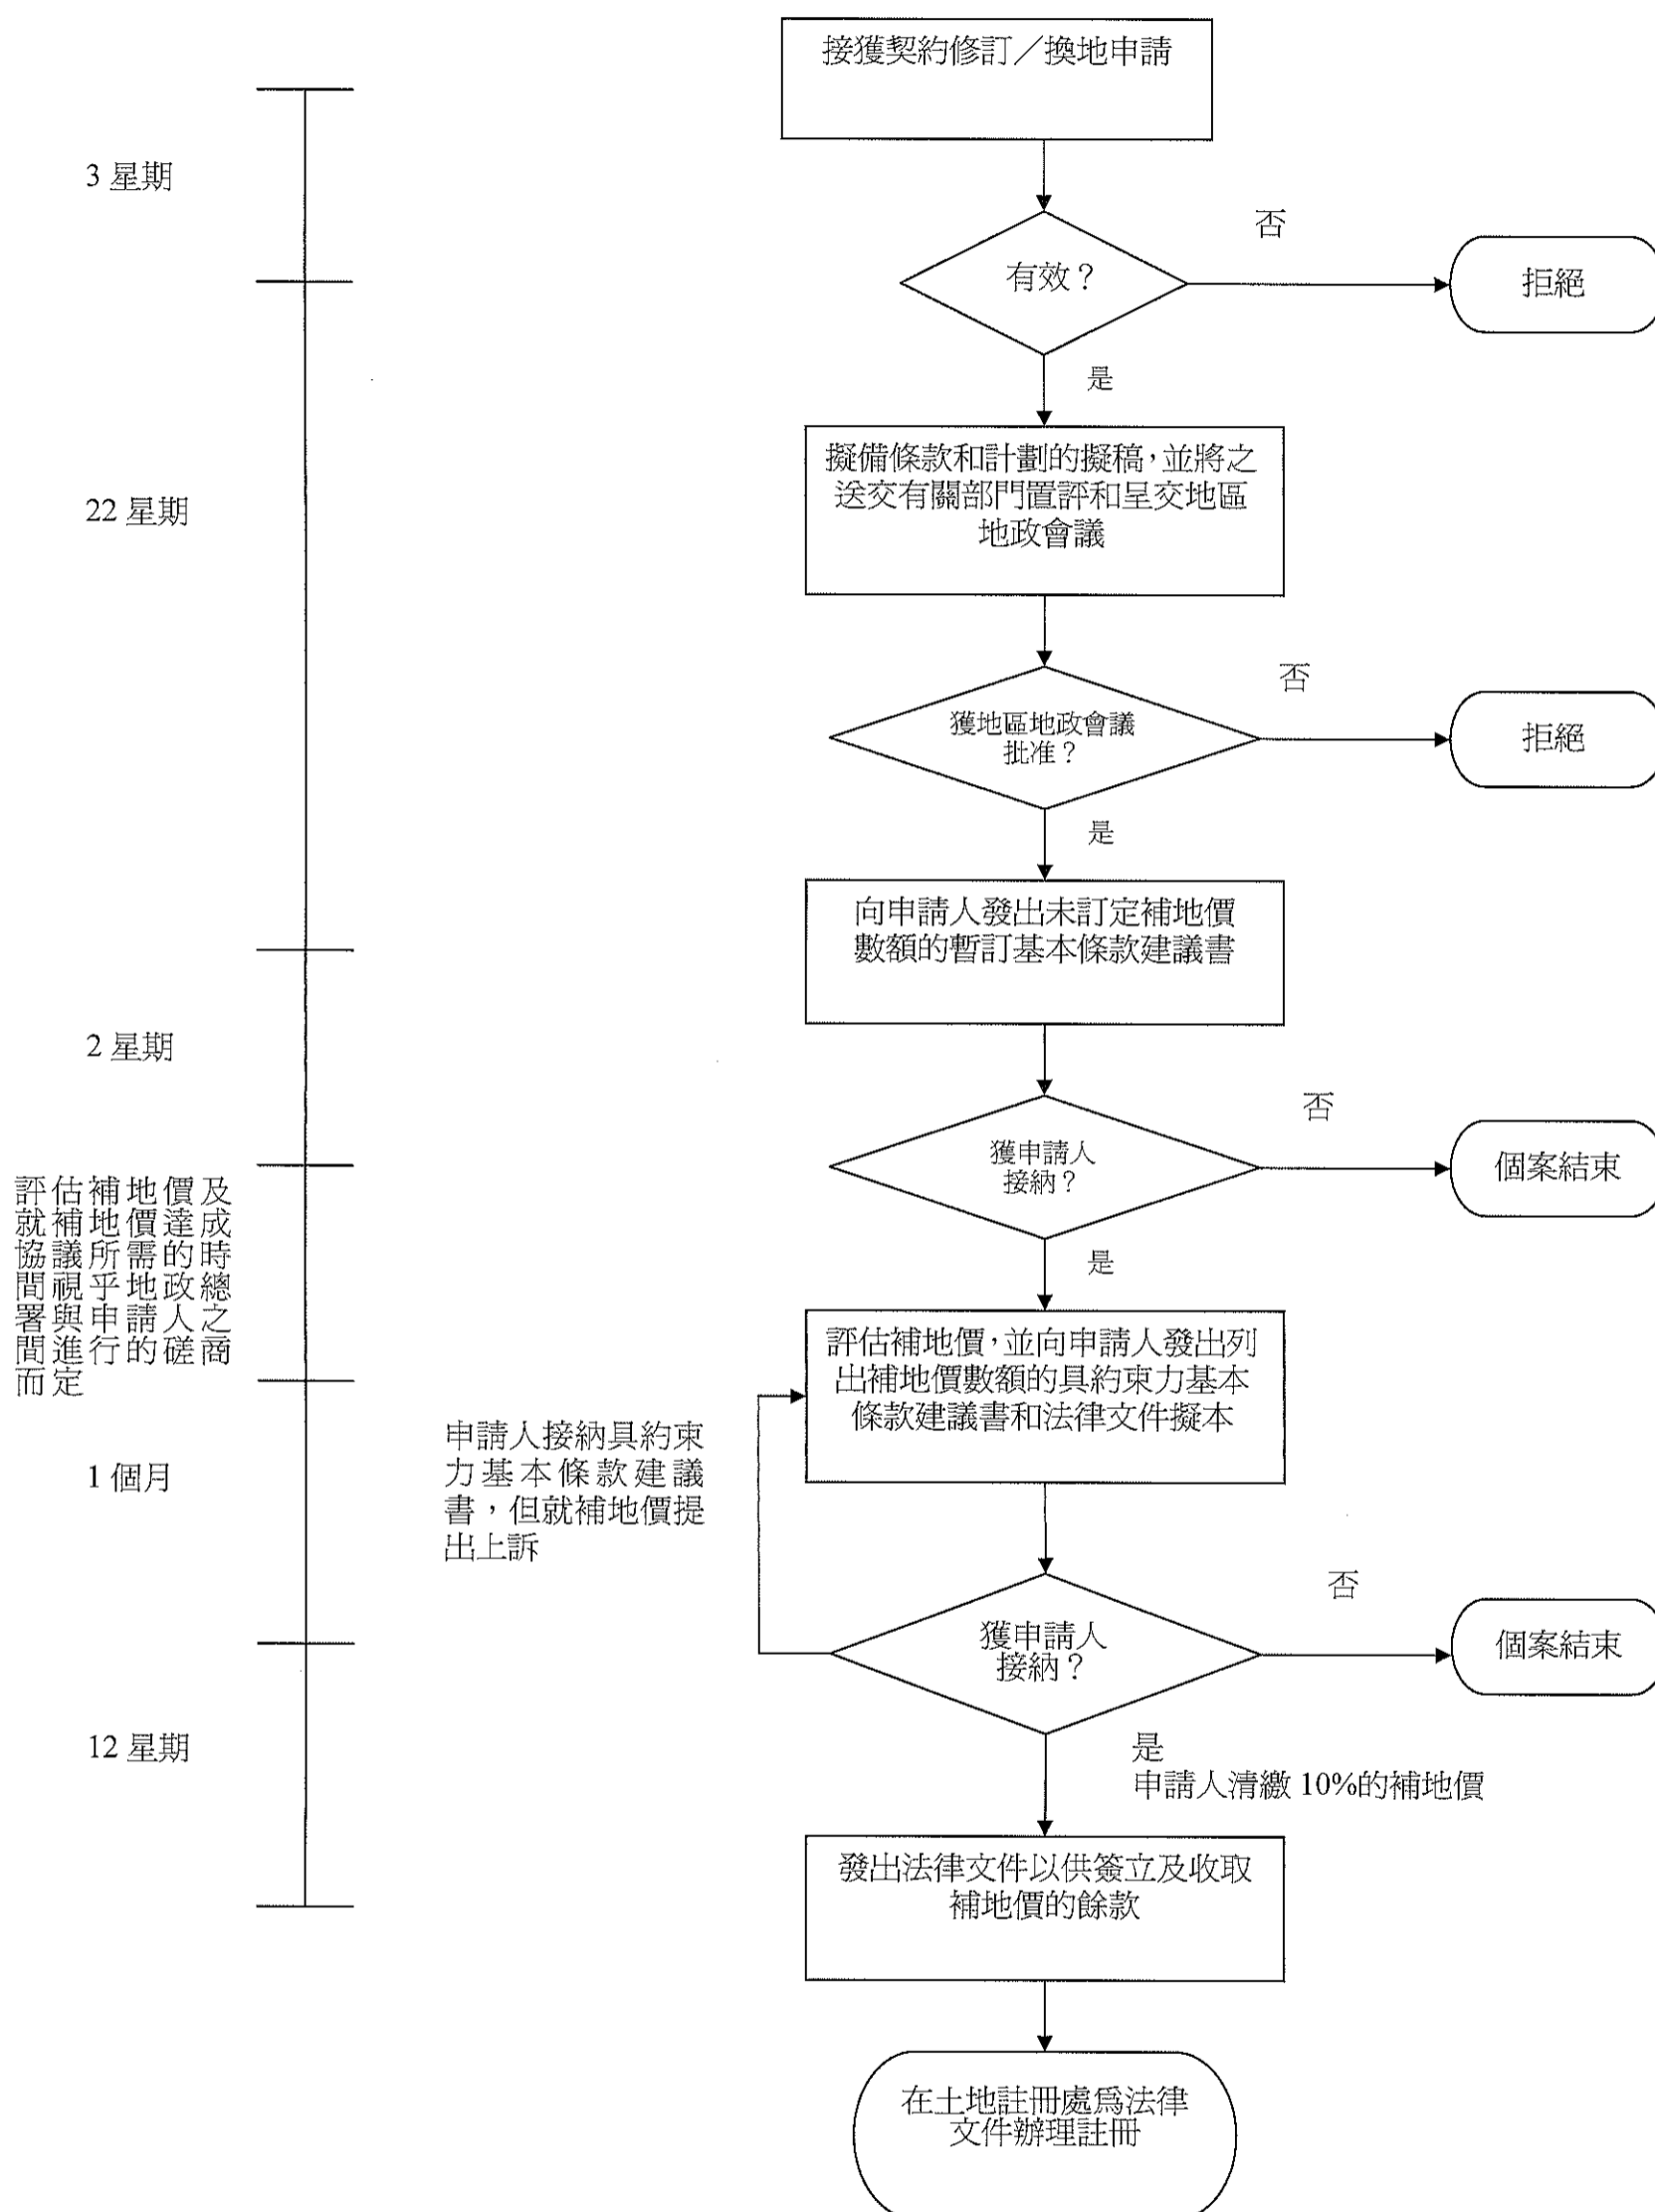 接獲契約修訂／換地申請
3 星期
否
有效？
拒絕
是
22 星期
擬備條款和計劃的擬稿，並將之
送交有關部門置評和呈交地區
地政會議
否
獲地區地政會議
批准？
拒絕
是
向申請人發出未訂定補地價
數額的暫訂基本條款建議書
2 星期
否
獲申請人
接納？
個案結束
是
評估補地價及
就補地價達成
協議所需的時
間視乎地政總
署與申請人之
間進行的磋商
而定
評估補地價，並向申請人發出列
出補地價數額的具約束力基本
條款建議書和法律文件擬本
1 個月
申請人接納具約束
力基本條款建議
書，但就補地價提
出上訴
否
獲申請人
接納？
個案結束
12 星期
是
申請人清繳 10%的補地價
發出法律文件以供簽立及收取
補地價的餘款
在土地註冊處爲法律
文件辦理註冊